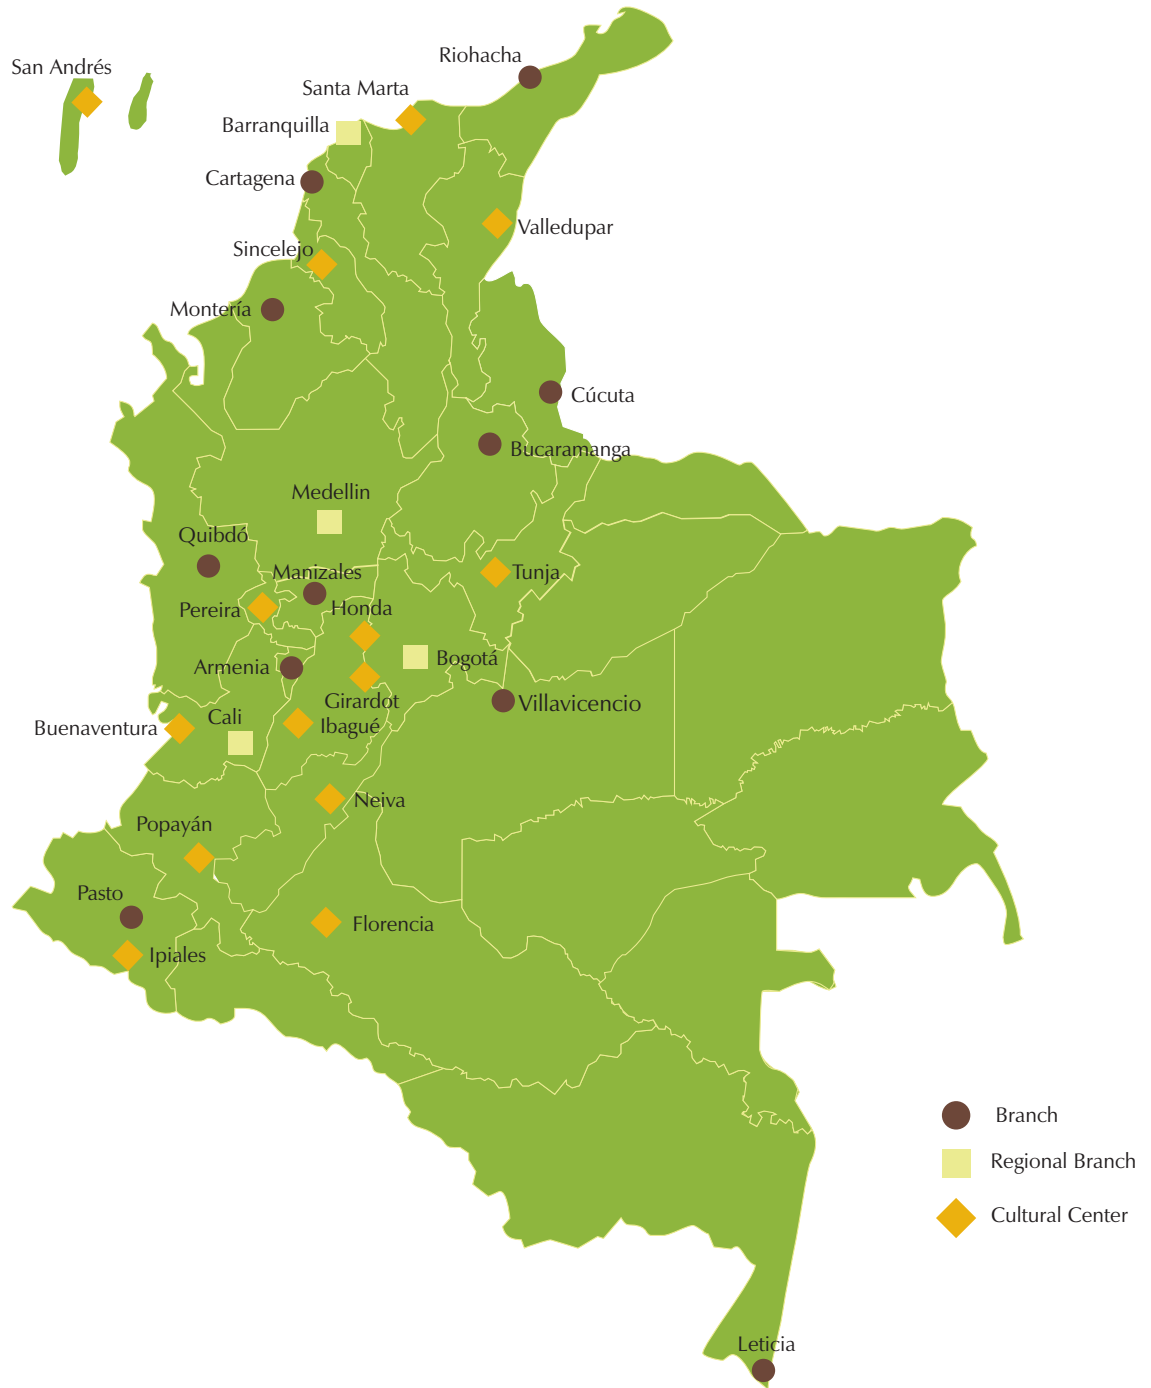 Riohacha
San Andrés
Santa Marta
Barranquilla
Cartagena
Valledupar
Sincelejo
Montería
Cúcuta
Bucaramanga
Medellin
Quibdó
Manizales
Tunja
Pereira
Honda
Bogotá
Armenia
Girardot
Villavicencio
Cali
Ibagué
Buenaventura
Neiva
Popayán
Pasto
Florencia
Ipiales
Branch
Regional Branch
Cultural Center
Leticia